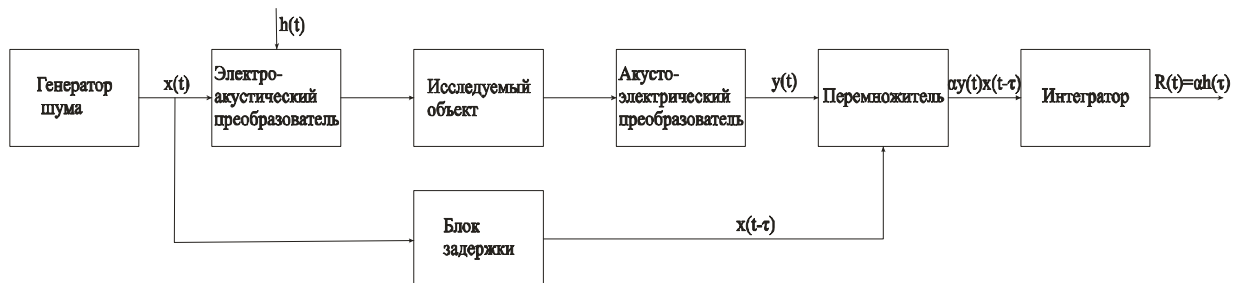 h(t)
Генератор
шума
x(t)
Электро-
акустический
преобразователь
Исследуемый
объект
Акусто-
электрический
преобразователь
y(t)
Перемножитель
αy(t)x(t-τ)
Интегратор
R(t)=αh(τ)
Блок
задержки
x(t-τ)